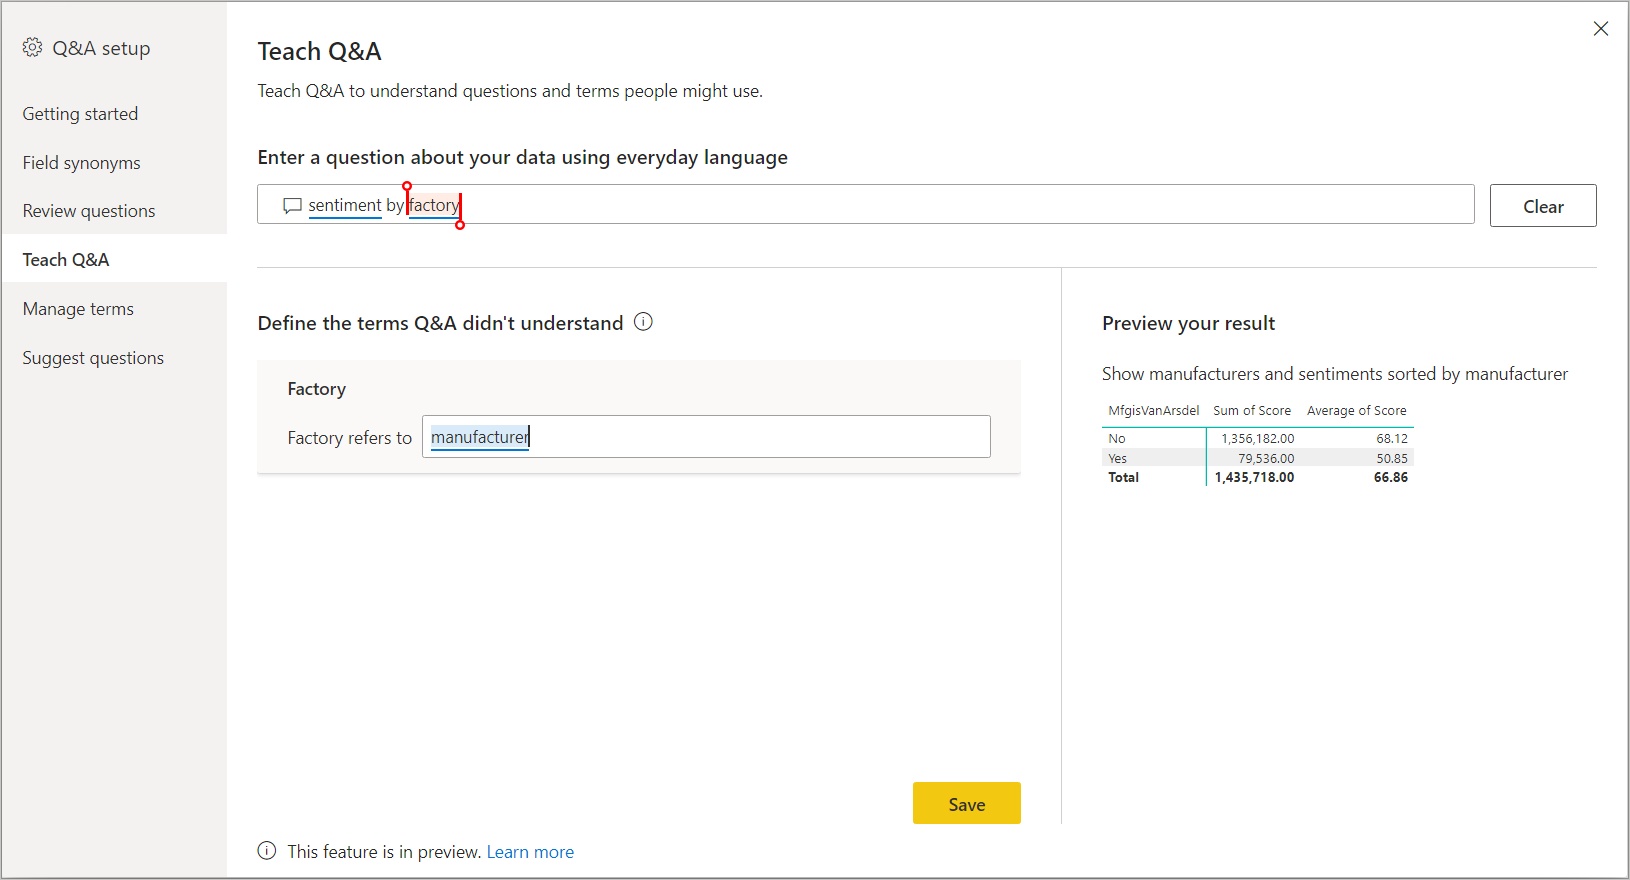 Q&A setup
Getting started
Field synonyms
Review questions
Teach Q&A
Manage terms
Suggest questions
Teach Q&A
Teach Q&A to understand questions and terms people might use.
Enter a question about your data using everyday language
sentiment by factory
Clear
Define the terms Q&A didn't understand
Factory
Factory refers to manufacturer
Save
This feature is in preview. Learn more
Preview your result
Show manufacturers and sentiments sorted by manufacturer
MfgisVanArsdel Sum of Score Average of Score
No 1,356,182.00 68.12
Yes 79,536.00 50.85
Total 1,435,718.00 66.86